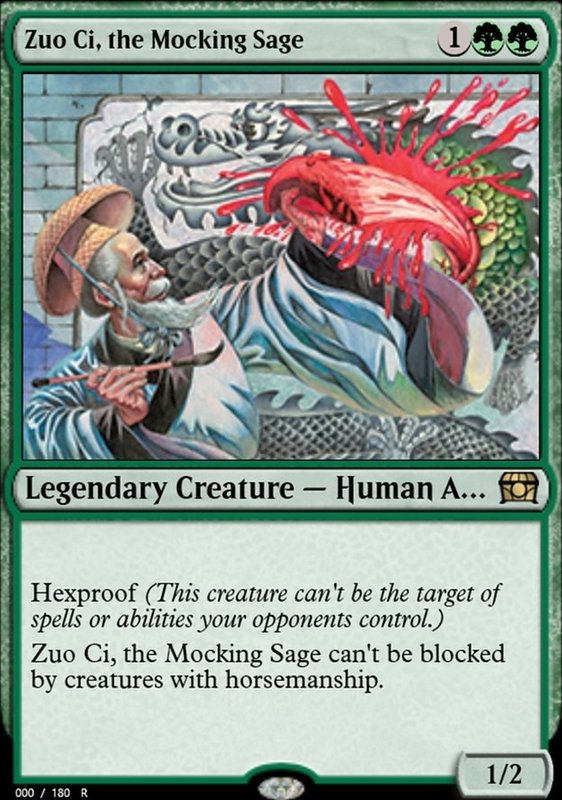 Zuo Ci, the Mocking Sage 1
Legendary Creature — Human A...
Hexproof (This creature can't be the target of
spells or abilities your opponents control.)
Zuo Ci, the Mocking Sage can't be blocked
by creatures with horsemanship.
1/2
000 / 180 R